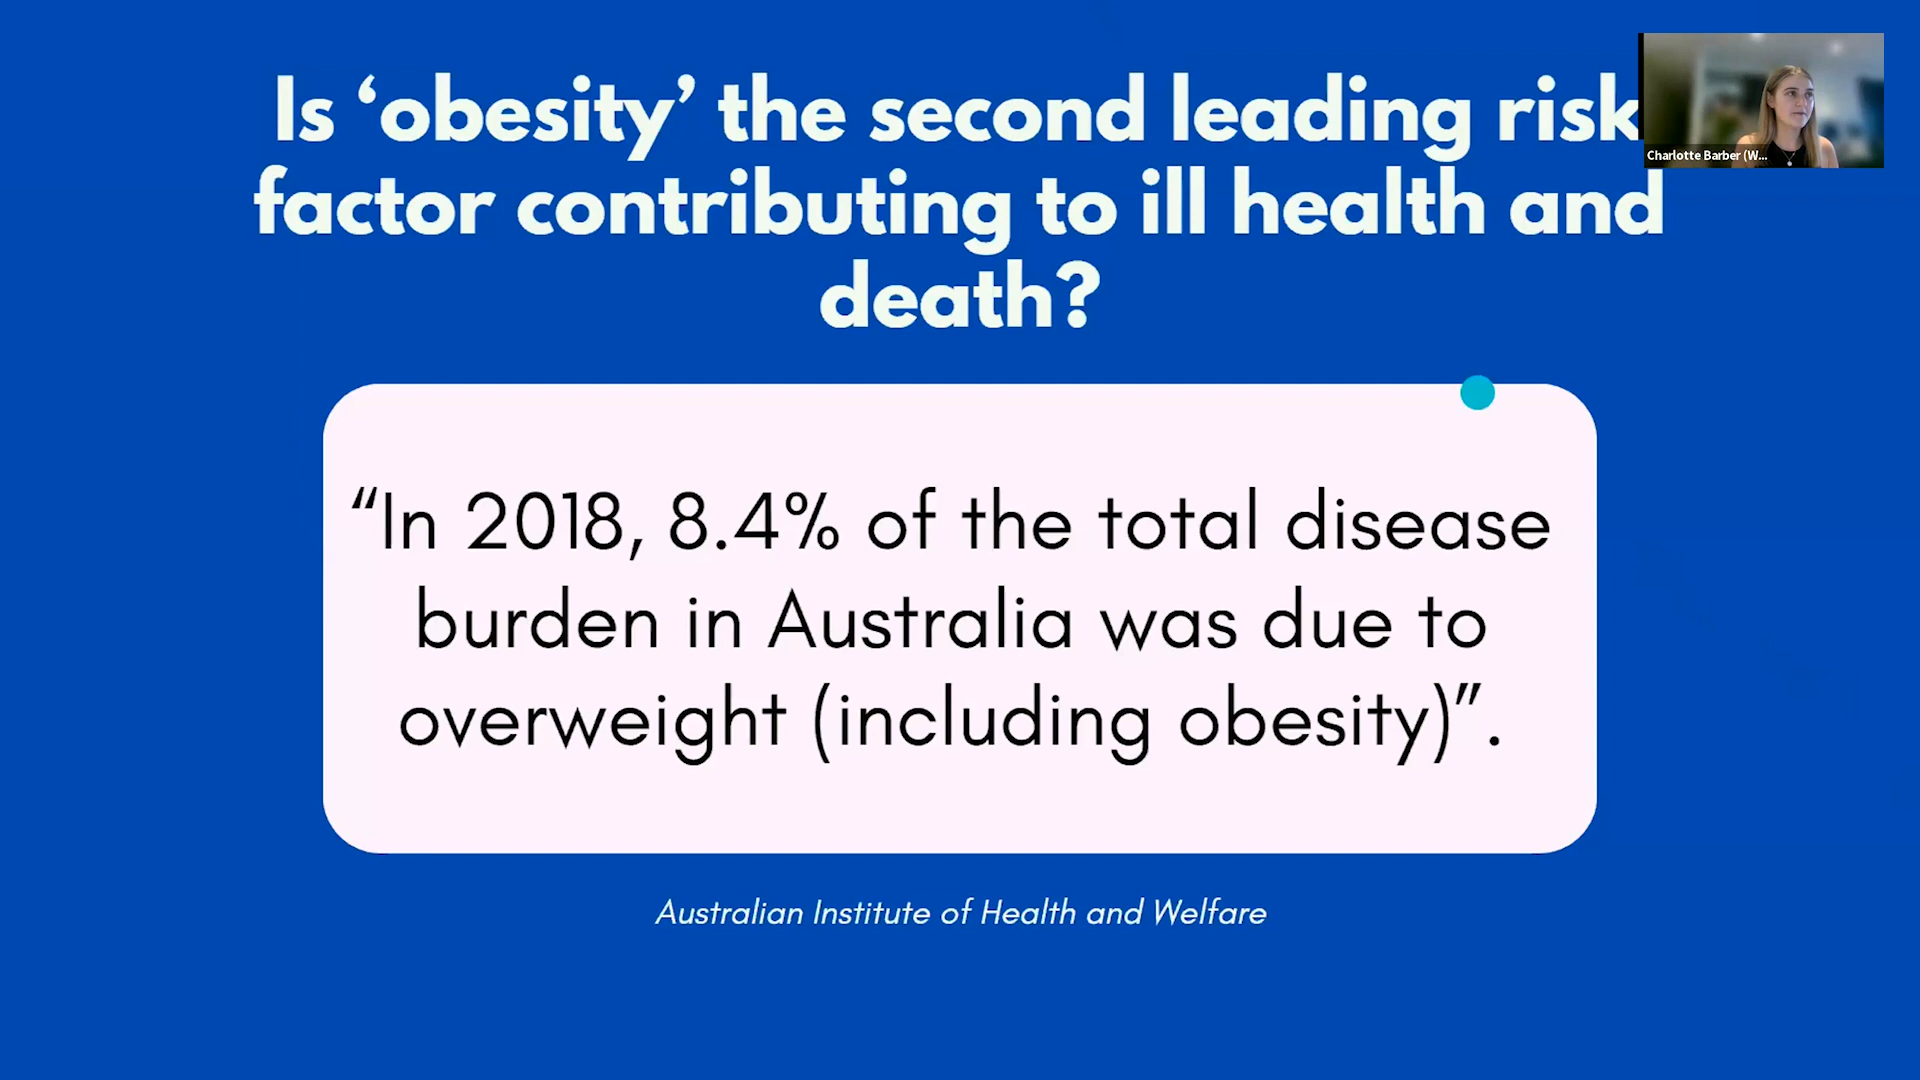 Is ‘obesity’ the second leading risk
factor contributing to ill health and
death?
Charlotte Barber (W...
“In 2018, 8.4% of the total disease
burden in Australia was due to
overweight (including obesity)”.
Australian Institute of Health and Welfare